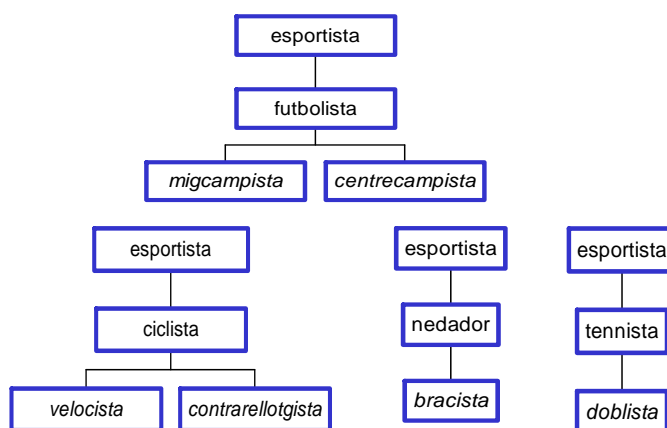 esportista
futbolista
migcampista centrecampista
esportista esportista esportista
ciclista nedador tennista
velocista contrarellotgista bracista doblista